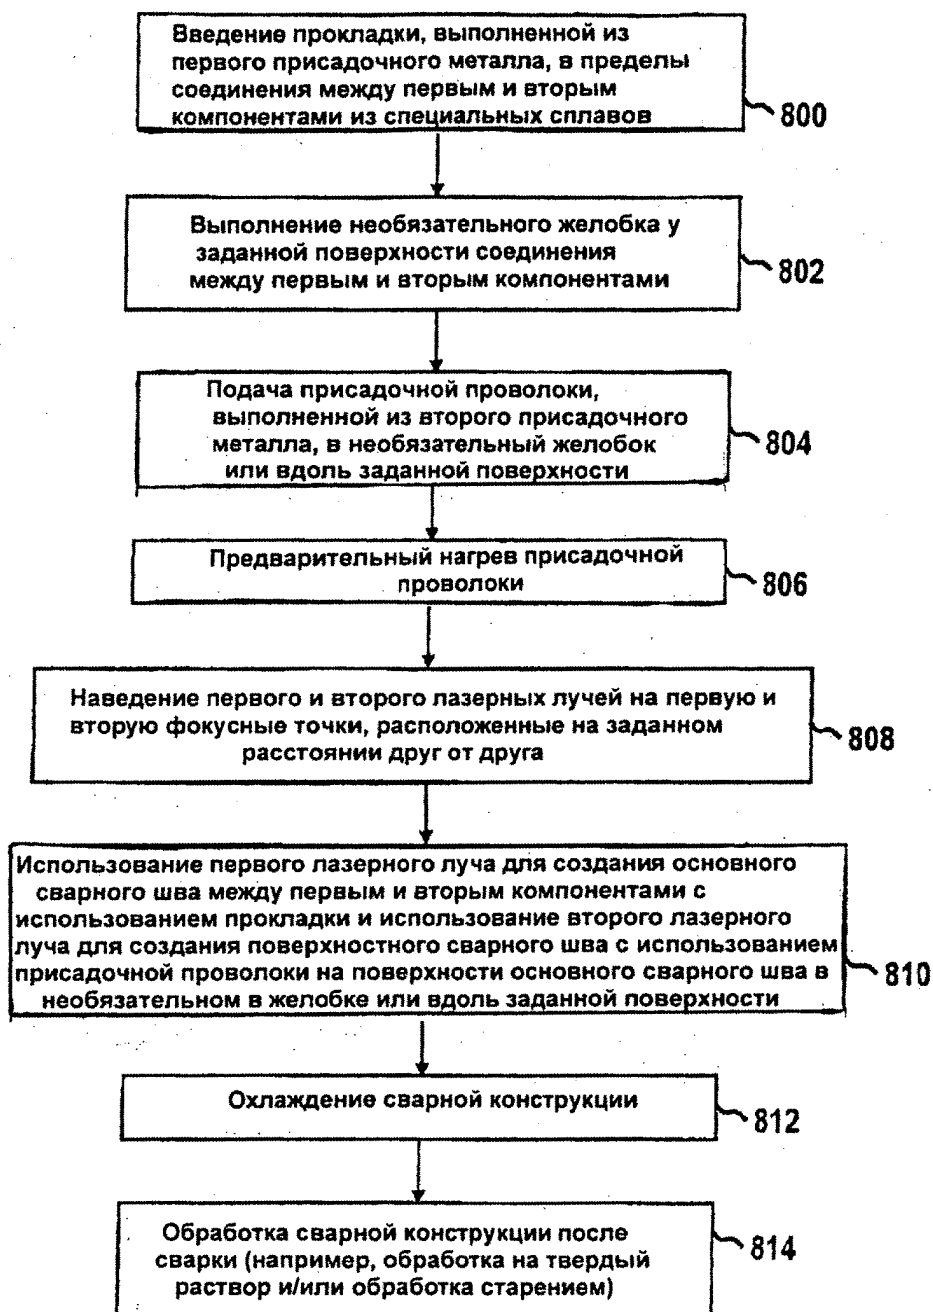 Введение прокладки, выполненной из
первого присадочного металла, в пределы
соединения между первым и вторым
компонентами из специальных сплавов
800
Выполнение необязательного желобка у
заданной поверхности соединения
между первым и вторым компонентами
802
Подача присадочной проволоки,
выполненной из второго присадочного
металла, в необязательный желобок
или вдоль заданной поверхности
804
Предварительный нагрев присадочной
проволоки
806
Наведение первого и второго лазерных лучей на первую и
вторую фокусные точки, расположенные на заданном
расстоянии друг от друга
808
Использование первого лазерного луча для создания основного
сварного шва между первым и вторым компонентами с
использованием прокладки и использование второго лазерного
луча для создания поверхностного сварного шва с использованием
присадочной проволоки на поверхности основного сварного шва в
необязательном в желобке или вдоль заданной поверхности
810
Охлаждение сварной конструкции
812
Обработка сварной конструкции после
сварки (например, обработка на твердый
раствор и/или обработка старением)
814